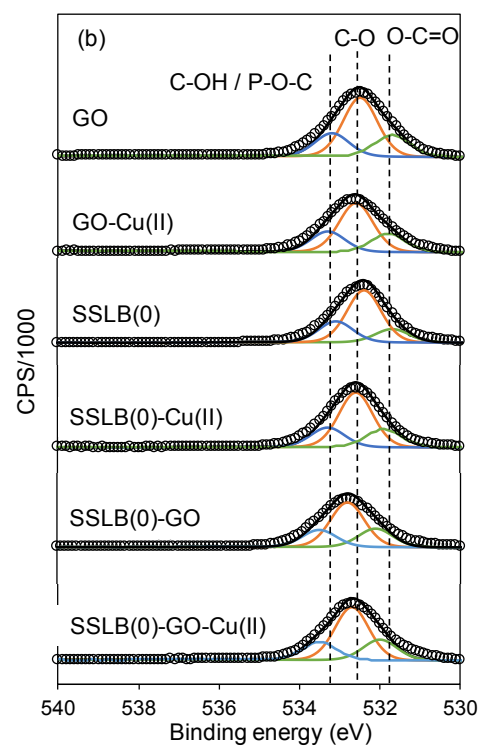 (b)
C-O
O-C=O
C-OH / P-O-C
GO
GO-Cu(II)
SSLB(0)
SSLB(0)-Cu(II)
SSLB(0)-GO
SSLB(0)-GO-Cu(II)
CPS/1000
540 538 536 534 532 530
Binding energy (eV)